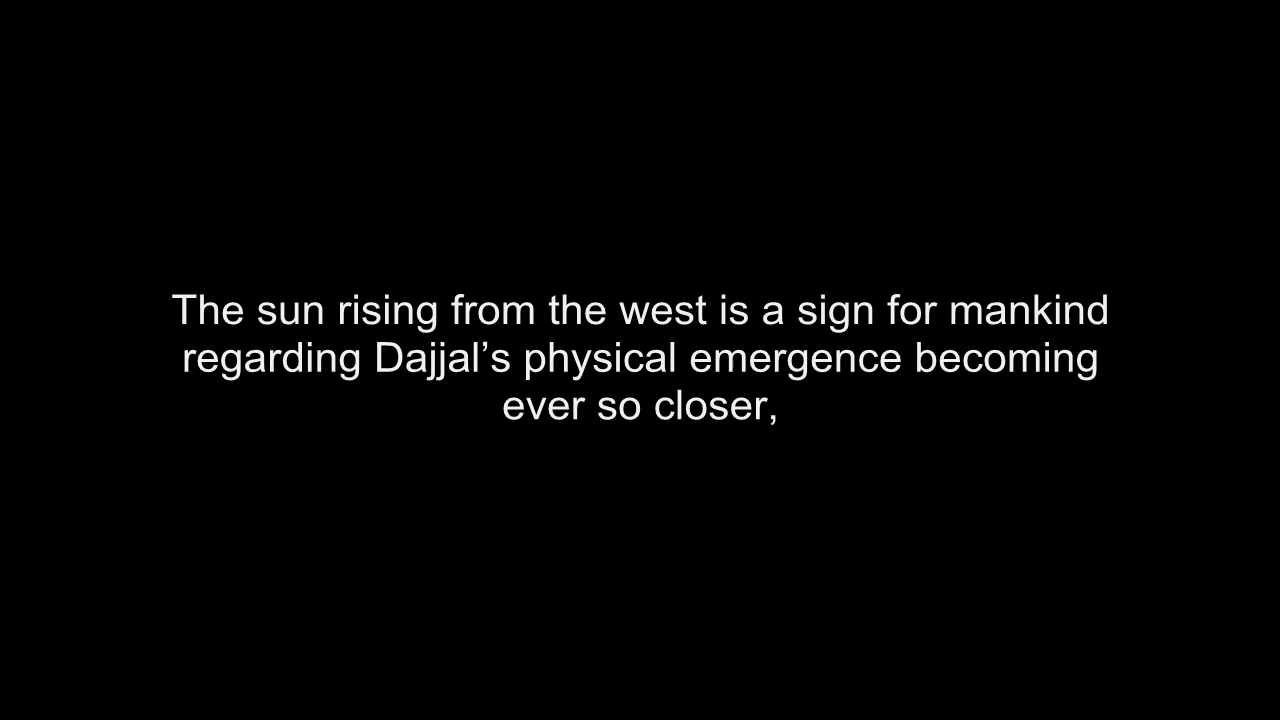 The sun rising from the west is a sign for mankind
regarding Dajjal’s physical emergence becoming
ever so closer,